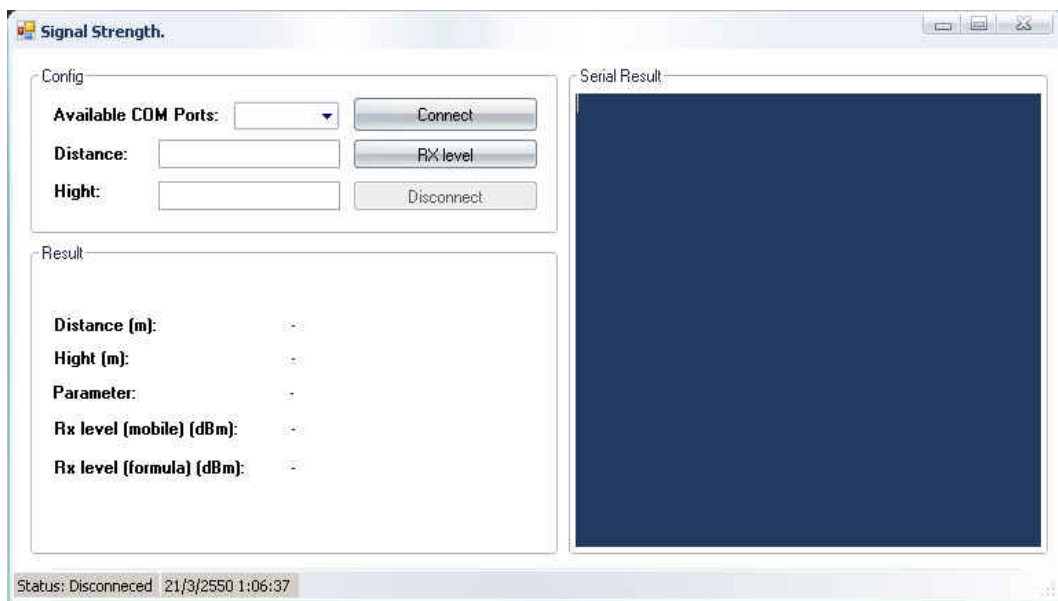 Signal Strength.
Config
Available COM Ports:
Connect
Distance:
RX level
Hight:
Disconnect
Result
Distance (m): -
Hight (m): -
Parameter: -
Rx level (mobile) (dBm): -
Rx level (formula) (dBm): -
Serial Result
Status: Disconneced 21/3/2550 1:06:37